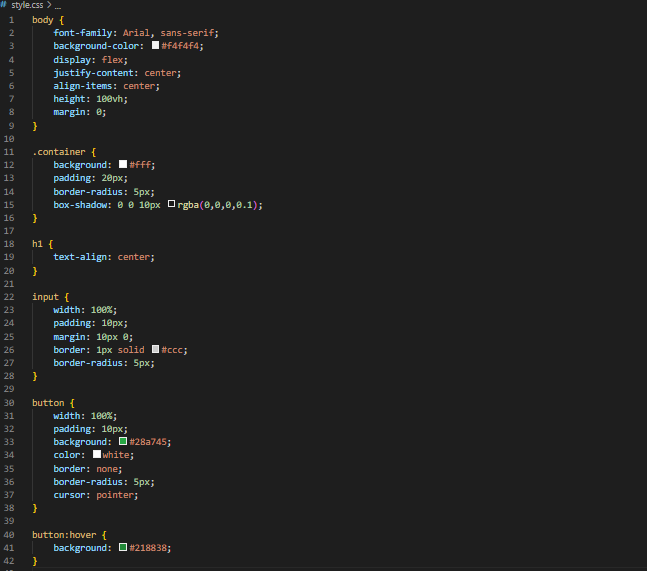 # style.css > ...
1 body {
2     font-family: Arial, sans-serif;
3     background-color: #f4f4f4;
4     display: flex;
5     justify-content: center;
6     align-items: center;
7     height: 100vh;
8     margin: 0;
9 }
10
11 .container {
12     background: #fff;
13     padding: 20px;
14     border-radius: 5px;
15     box-shadow: 0 0 10px rgba(0,0,0,0.1);
16 }
17
18 h1 {
19     text-align: center;
20 }
21
22 input {
23     width: 100%;
24     padding: 10px;
25     margin: 10px 0;
26     border: 1px solid #ccc;
27     border-radius: 5px;
28 }
29
30 button {
31     width: 100%;
32     padding: 10px;
33     background: #28a745;
34     color: white;
35     border: none;
36     border-radius: 5px;
37     cursor: pointer;
38 }
39
40 button:hover {
41     background: #218838;
42 }